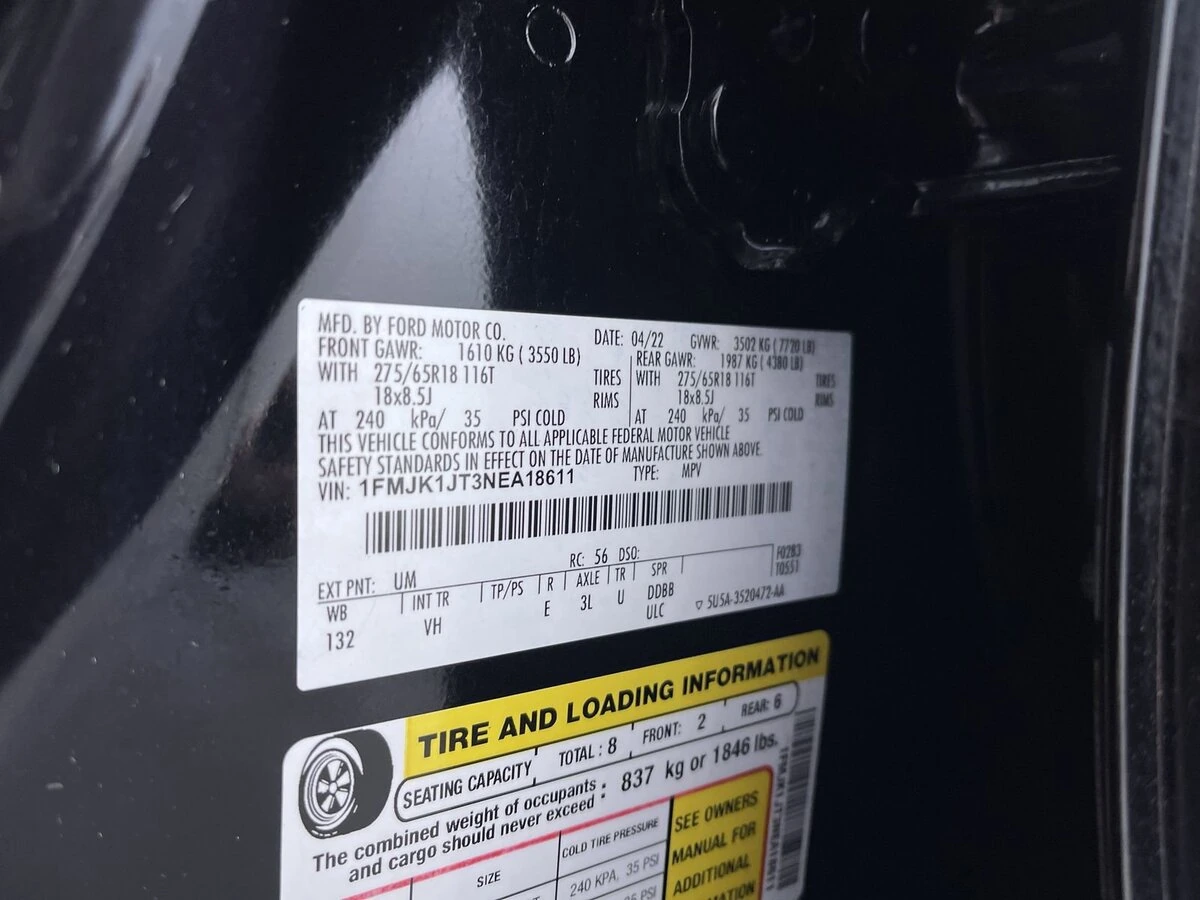 MFD. BY FORD MOTOR CO. DATE: 04/22 GVWR: 3502 KG ( 7720 LB)
FRONT GAWR: 1610 KG ( 3550 LB) REAR GAWR: 1987 KG ( 4380 LB)
WITH 275/65R18 116T TIRES WITH 275/65R18 116T TIRES
18x8.5J RIMS 18x8.5J RIMS
AT 240 kPa/ 35 PSI COLD AT 240 kPa/ 35 PSI COLD
THIS VEHICLE CONFORMS TO ALL APPLICABLE FEDERAL MOTOR VEHICLE
SAFETY STANDARDS IN EFFECT ON THE DATE OF MANUFACTURE SHOWN ABOVE.
VIN: 1FMJK1JT3NEA18611 TYPE: MPV
EXT PNT: UM RC: 56 DSO: F0283
T0551
WB INT TR TP/PS R AXLE TR SPR
132 VH E 3L U DDBB
ULC ▽ 5U5A-3520472-AA
TIRE AND LOADING INFORMATION
SEATING CAPACITY TOTAL : 8 FRONT: 2 REAR: 6
The combined weight of occupants : 837 kg or 1846 lbs.
and cargo should never exceed :
SIZE COLD TIRE PRESSURE SEE OWNERS
240 KPA, 35 PSI MANUAL FOR
35 PSI ADDITIONAL
1FMJK1JT3NEA18611